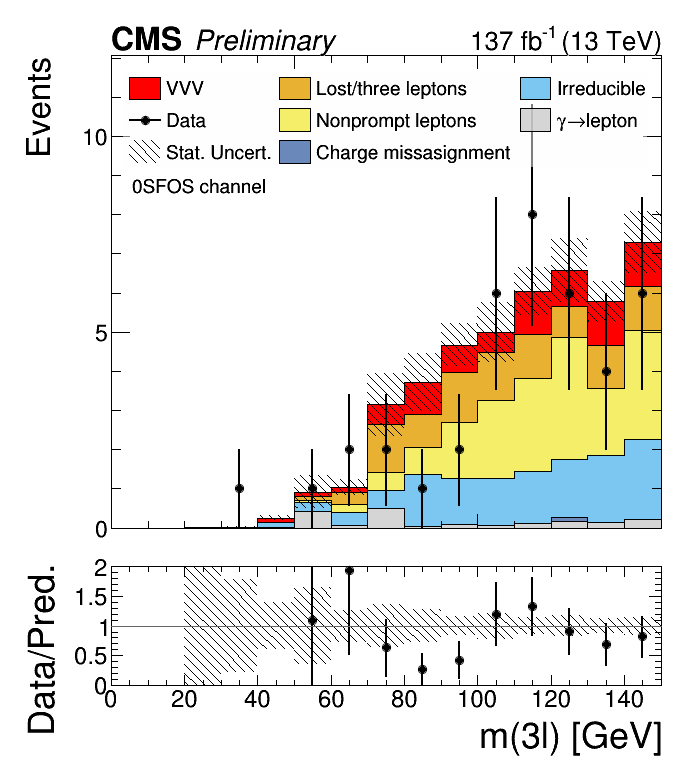 CMS Preliminary 137 fb-1 (13 TeV)
Events
VVV Lost/three leptons Irreducible
Data Nonprompt leptons γ→lepton
Stat. Uncert. Charge missasignment
0SFOS channel
10
5
0
Data/Pred.
2
1.5
1
0.5
0
0 20 40 60 80 100 120 140
m(3l) [GeV]